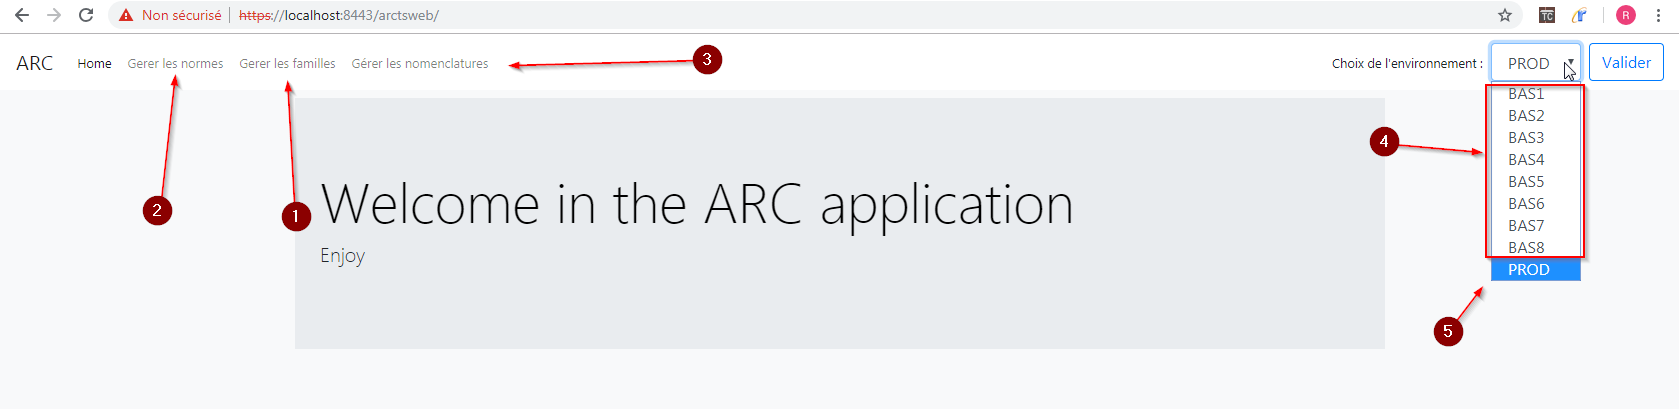 Non sécurisé | https://localhost:8443/arctsweb/
TC
R
ARC Home Gerer les normes Gerer les familles Gérer les nomenclatures
3
Choix de l'environnement : PROD Valider
BAS1
BAS2
BAS3
BAS4
BAS5
BAS6
BAS7
BAS8
PROD
4
2
1
Welcome in the ARC application
Enjoy
5